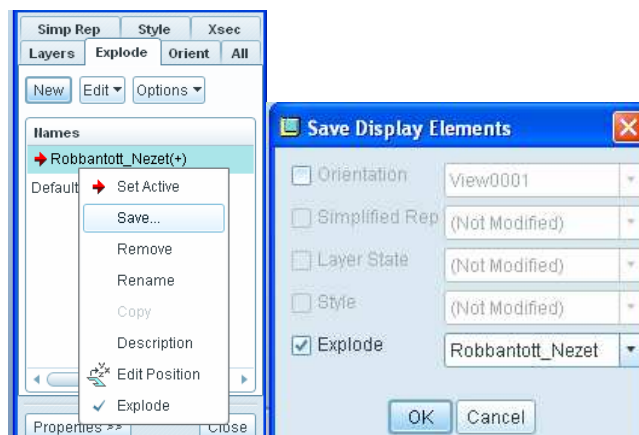 Simp Rep Style Xsec
Layers Explode Orient All
New Edit Options
Names
Robbantott_Nezet(+)
Default
Set Active
Save...
Remove
Rename
Copy
Description
Edit Position
Explode
Properties >> Close
Save Display Elements
Orientation View0001
Simplified Rep (Not Modified)
Layer State (Not Modified)
Style (Not Modified)
Explode Robbantott_Nezet
OK Cancel